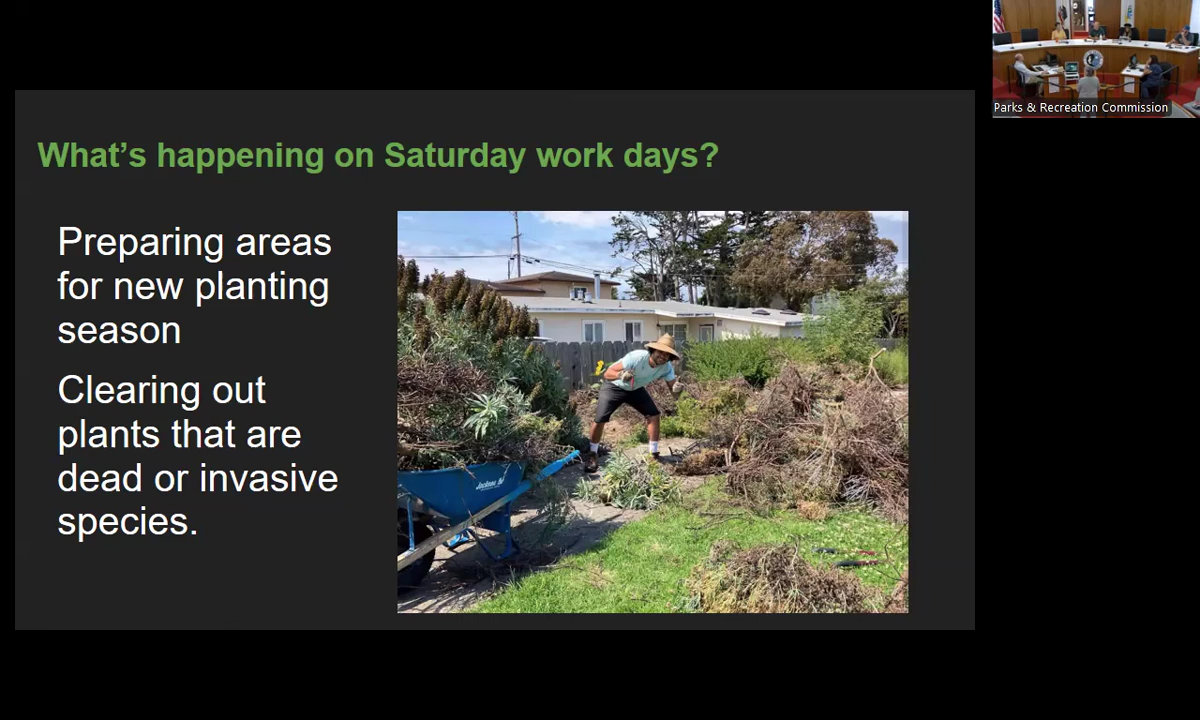 Parks & Recreation Commission
What's happening on Saturday work days?
Preparing areas
for new planting
season
Clearing out
plants that are
dead or invasive
species.